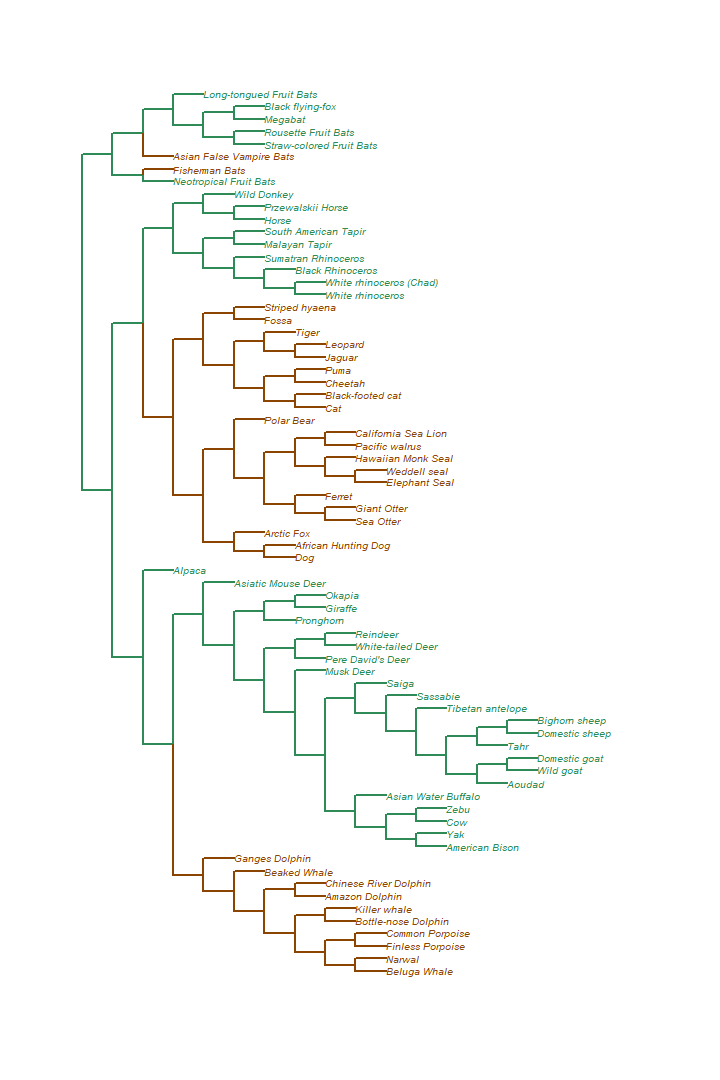 Long-tongued Fruit Bats
Black flying-fox
Megabat
Rousette Fruit Bats
Straw-colored Fruit Bats
Asian False Vampire Bats
Fisherman Bats
Neotropical Fruit Bats
Wild Donkey
Przewalskii Horse
Horse
South American Tapir
Malayan Tapir
Sumatran Rhinoceros
Black Rhinoceros
White rhinoceros (Chad)
White rhinoceros
Striped hyaena
Fossa
Tiger
Leopard
Jaguar
Puma
Cheetah
Black-footed cat
Cat
Polar Bear
California Sea Lion
Pacific walrus
Hawaiian Monk Seal
Weddell seal
Elephant Seal
Ferret
Giant Otter
Sea Otter
Arctic Fox
African Hunting Dog
Dog
Alpaca
Asiatic Mouse Deer
Okapia
Giraffe
Pronghorn
Reindeer
White-tailed Deer
Pere David's Deer
Musk Deer
Saiga
Sassabie
Tibetan antelope
Bighorn sheep
Domestic sheep
Tahr
Domestic goat
Wild goat
Aoudad
Asian Water Buffalo
Zebu
Cow
Yak
American Bison
Ganges Dolphin
Beaked Whale
Chinese River Dolphin
Amazon Dolphin
Killer whale
Bottle-nose Dolphin
Common Porpoise
Finless Porpoise
Narwal
Beluga Whale